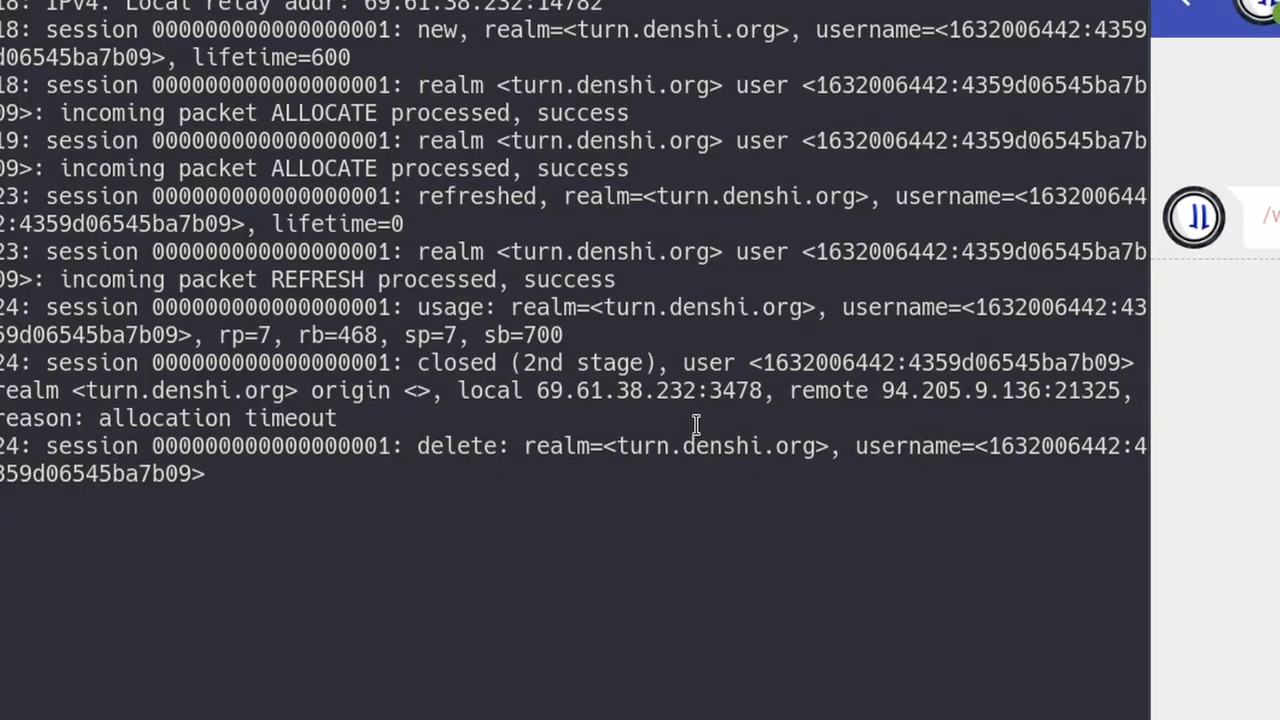 18: IPv4. Local relay addr: 69.61.38.232:14782
18: session 000000000000000001: new, realm=<turn.denshi.org>, username=<1632006442:4359
d06545ba7b09>, lifetime=600
18: session 000000000000000001: realm <turn.denshi.org> user <1632006442:4359d06545ba7b
09>: incoming packet ALLOCATE processed, success
19: session 000000000000000001: realm <turn.denshi.org> user <1632006442:4359d06545ba7b
09>: incoming packet ALLOCATE processed, success
23: session 000000000000000001: refreshed, realm=<turn.denshi.org>, username=<163200644
2:4359d06545ba7b09>, lifetime=0
23: session 000000000000000001: realm <turn.denshi.org> user <1632006442:4359d06545ba7b
09>: incoming packet REFRESH processed, success
24: session 000000000000000001: usage: realm=<turn.denshi.org>, username=<1632006442:43
59d06545ba7b09>, rp=7, rb=468, sp=7, sb=700
24: session 000000000000000001: closed (2nd stage), user <1632006442:4359d06545ba7b09>
realm <turn.denshi.org> origin <>, local 69.61.38.232:3478, remote 94.205.9.136:21325,
reason: allocation timeout
24: session 000000000000000001: delete: realm=<turn.denshi.org>, username=<1632006442:4
359d06545ba7b09>